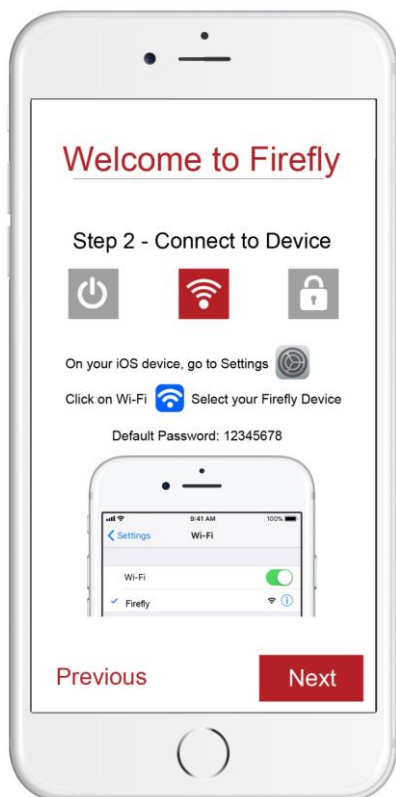 Welcome to Firefly
Step 2 - Connect to Device
On your iOS device, go to Settings
Click on Wi-Fi Select your Firefly Device
Default Password: 12345678
9:41 AM 100%
Settings Wi-Fi
Wi-Fi
Firefly
Previous Next